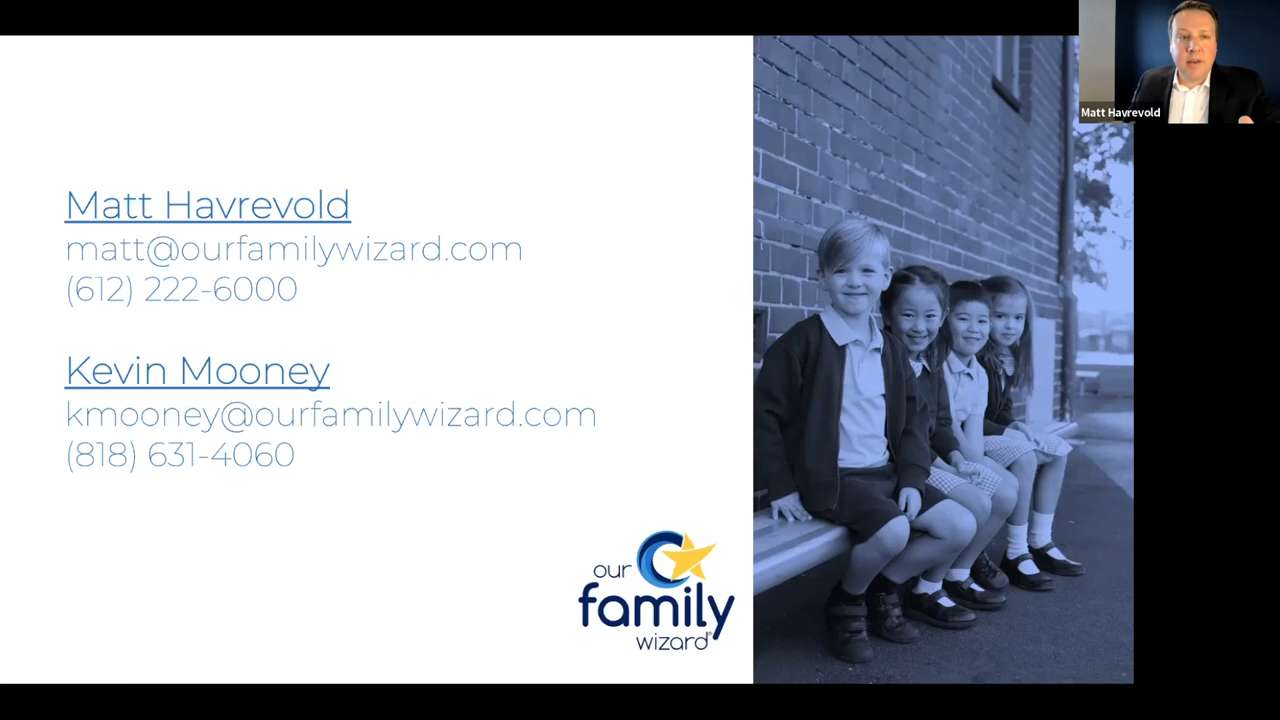 Matt Havrevold
Matt Havrevold
matt@ourfamilywizard.com
(612) 222-6000
Kevin Mooney
kmooney@ourfamilywizard.com
(818) 631-4060
our
family
wizard®